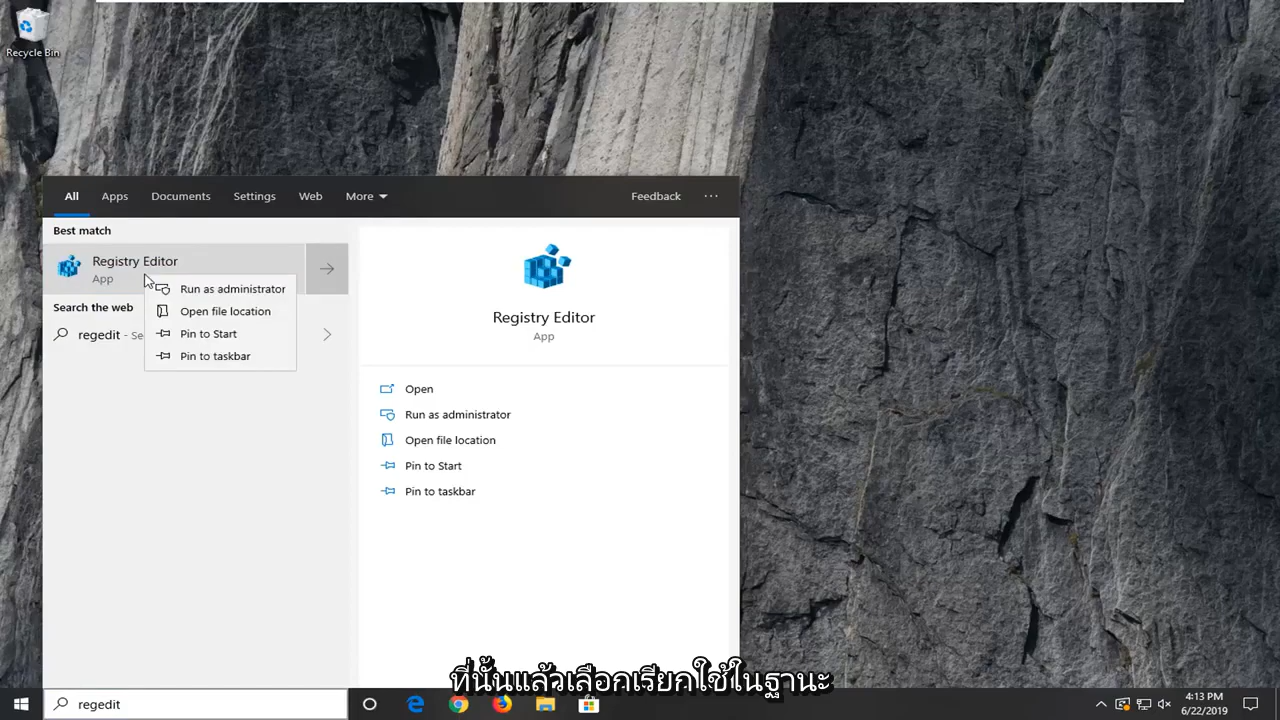 Recycle Bin
All Apps Documents Settings Web More Feedback ...
Best match
Registry Editor
App
Run as administrator
Open file location
Pin to Start
Pin to taskbar
Search the web
regedit - Se
Registry Editor
App
Open
Run as administrator
Open file location
Pin to Start
Pin to taskbar
ที่นั้นแล้วเลือกเรียกใช้ในฐานะ
regedit
4:13 PM
6/22/2019